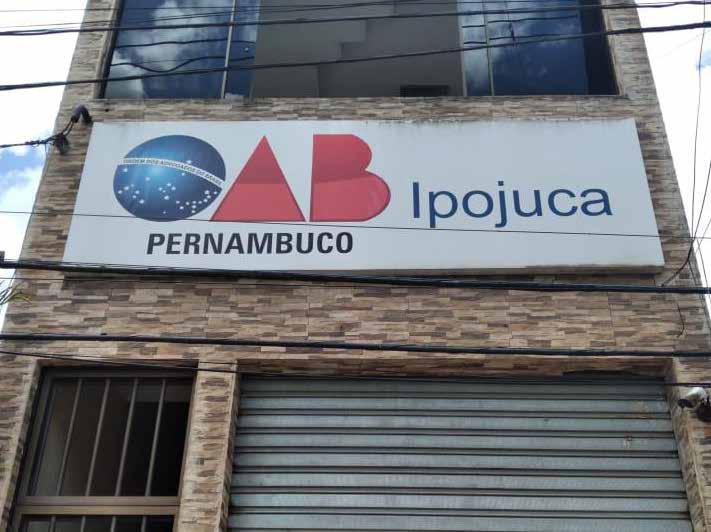 ORDEM DOS ADVOGADOS DO BRASIL
OAB Ipojuca
PERNAMBUCO